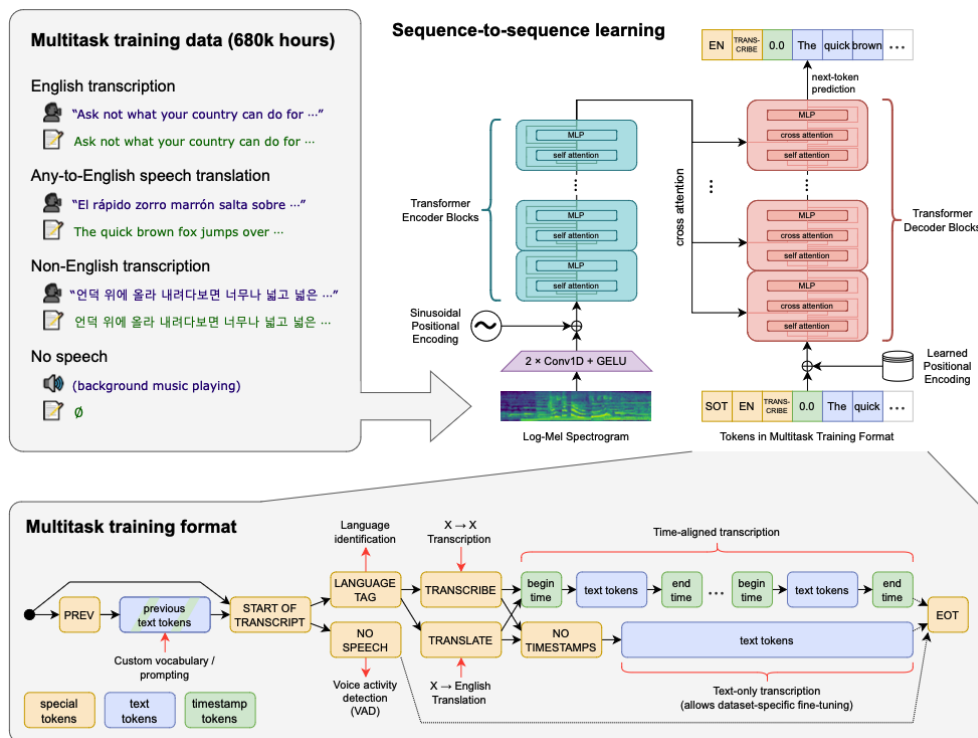 Multitask training data (680k hours)
English transcription
“Ask not what your country can do for ⋯”
Ask not what your country can do for ⋯
Any-to-English speech translation
“El rápido zorro marrón salta sobre ⋯”
The quick brown fox jumps over ⋯
Non-English transcription
“언덕 위에 올라 내려다보면 너무나 넓고 넓은 ⋯”
언덕 위에 올라 내려다보면 너무나 넓고 넓은 ⋯
No speech
(background music playing)
∅
Sequence-to-sequence learning
EN TRANS-CRIBE 0.0 The quick brown ⋯
next-token
prediction
MLP
self attention
⋯
MLP
self attention
MLP
self attention
Transformer
Encoder Blocks
cross attention
⋯
MLP
cross attention
self attention
⋯
MLP
cross attention
self attention
MLP
cross attention
self attention
Transformer
Decoder Blocks
Sinusoidal
Positional
Encoding
~
2 × Conv1D + GELU
Log-Mel Spectrogram
Learned
Positional
Encoding
SOT EN TRANS-CRIBE 0.0 The quick ⋯
Tokens in Multitask Training Format
Multitask training format
Language
identification
X → X
Transcription
Time-aligned transcription
PREV
previous
text tokens
START OF
TRANSCRIPT
LANGUAGE
TAG
NO
SPEECH
TRANSCRIBE
TRANSLATE
begin
time
text tokens
end
time
⋯
begin
time
text tokens
end
time
NO
TIMESTAMPS
text tokens
EOT
Custom vocabulary /
prompting
Voice activity
detection
(VAD)
X → English
Translation
Text-only transcription
(allows dataset-specific fine-tuning)
special
tokens
text
tokens
timestamp
tokens